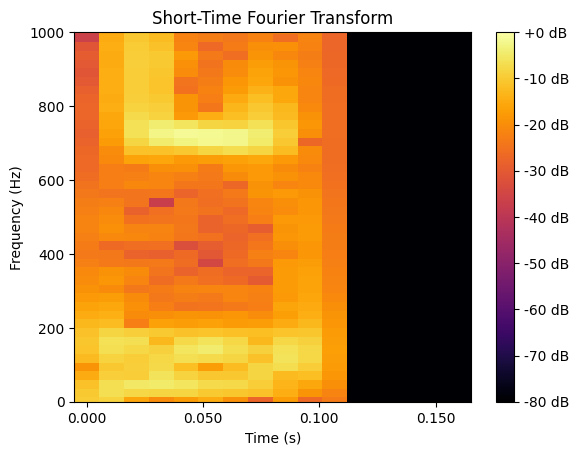 Short-Time Fourier Transform
Frequency (Hz)
1000
800
600
400
200
0
0.000
0.050
0.100
0.150
Time (s)
+0 dB
-10 dB
-20 dB
-30 dB
-40 dB
-50 dB
-60 dB
-70 dB
-80 dB